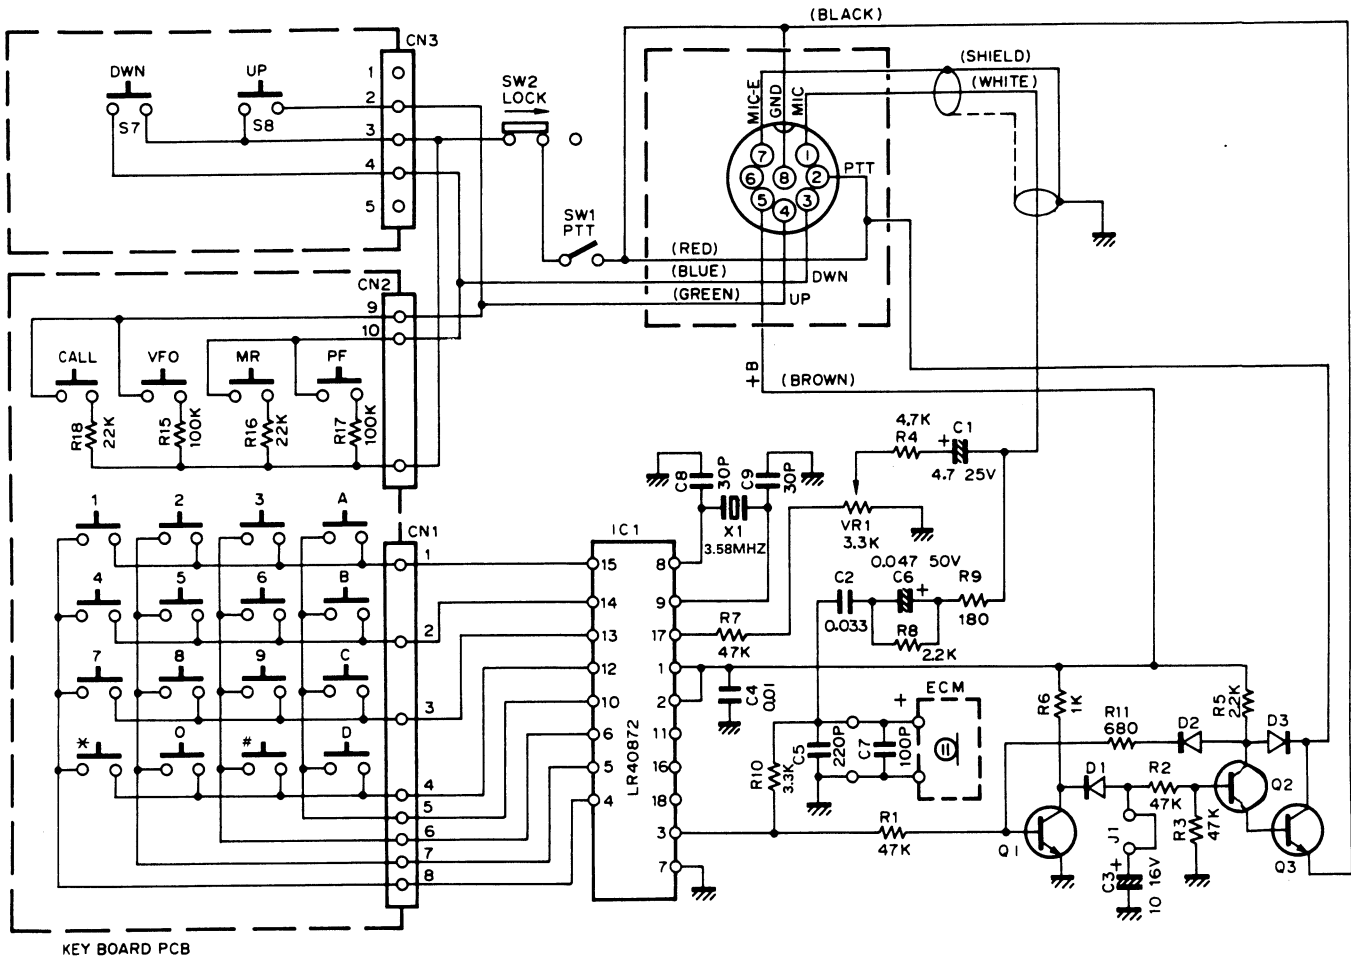 (BLACK)
CN3
DWN
UP
S7
S8
1
2
3
4
5
SW2
LOCK
SW1
PTT
(SHIELD)
(WHITE)
MIC-E
GND
MIC
7
1
6
8
2
5
4
3
PTT
(RED)
(BLUE)
(GREEN)
DWN
UP
+B
(BROWN)
CN2
9
10
CALL
VFO
MR
PF
R18
22K
R15
100K
R16
22K
R17
100K
CN1
1
2
3
A
4
5
6
B
7
8
9
C
*
0
#
D
1
2
3
4
5
6
7
8
KEY BOARD PCB
IC1
LR40872
15
14
13
12
10
6
5
4
8
9
17
1
2
11
16
18
3
7
C8
30P
C9
30P
X1
3.58MHZ
4.7K
R4
+
C1
4.7 25V
VR1
3.3K
0.047 50V
C2
0.033
C6
+
R9
180
R8
2.2K
R7
47K
C4
0.01
R10
3.3K
C5
220P
C7
100P
+
ECM
R1
47K
R6
1K
R11
680
D2
R5
2.2K
D3
D1
R2
47K
R3
47K
J1
C3
+
10 16V
Q1
Q2
Q3